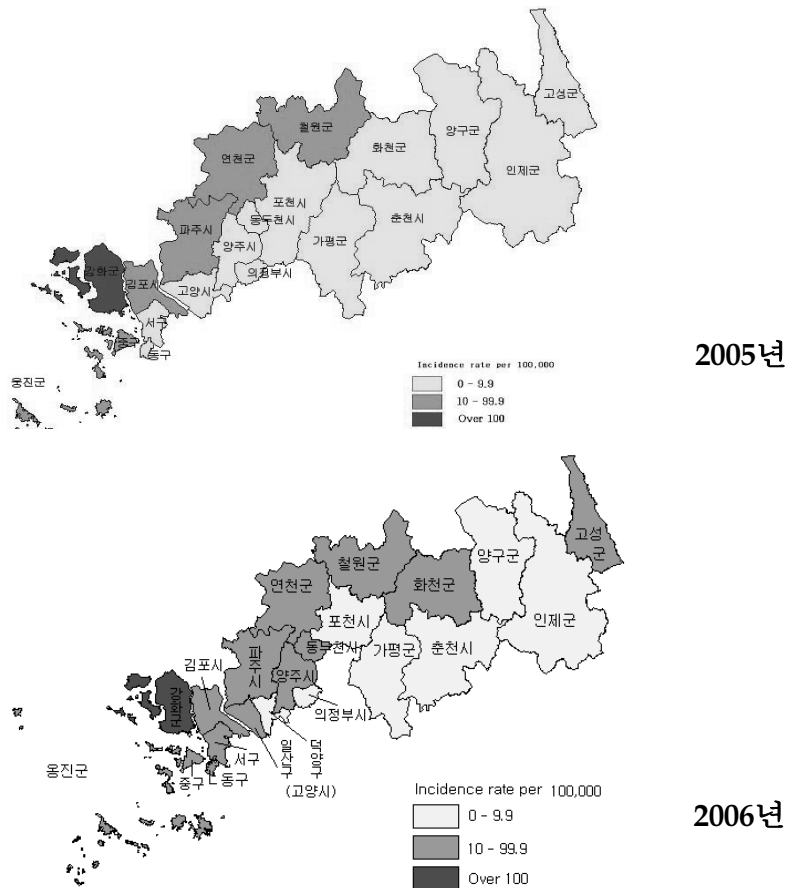 고성군
철원군
양구군
화천군
연천군
인제군
포천시
동두천시
춘천시
파주시
가평군
양주시
강화군
의정부시
김포시
고양시
서구
중구
동구
옹진군
2005년
Incidence rate per 100,000
0 - 9.9
10 - 99.9
Over 100
고성군
양구군
철원군
화천군
연천군
인제군
포천시
동두천시
춘천시
가평군
파주시
김포시
양주시
강화군
의정부시
일산구
덕양구
서구
중구
동구
(고양시)
옹진군
2006년
Incidence rate per 100,000
0 - 9.9
10 - 99.9
Over 100